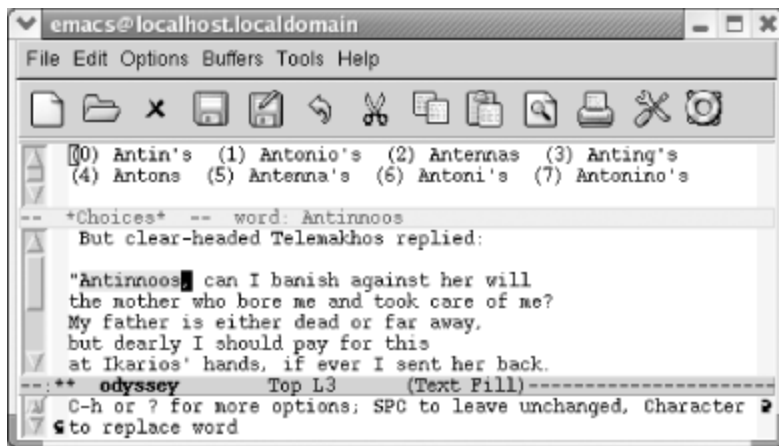 emacs@localhost.localdomain
File Edit Options Buffers Tools Help
(0) Antin's (1) Antonio's (2) Antennas (3) Anting's
(4) Antons (5) Antenna's (6) Antoni's (7) Antonino's
-- *Choices* -- word: Antinnoos
But clear-headed Telemakhos replied:
"Antinnoos, can I banish against her will
the mother who bore me and took care of me?
My father is either dead or far away,
but dearly I should pay for this
at Ikarios' hands, if ever I sent her back.
--:** odyssey Top L3 (Text Fill)-----------------------
C-h or ? for more options; SPC to leave unchanged, Character
to replace word